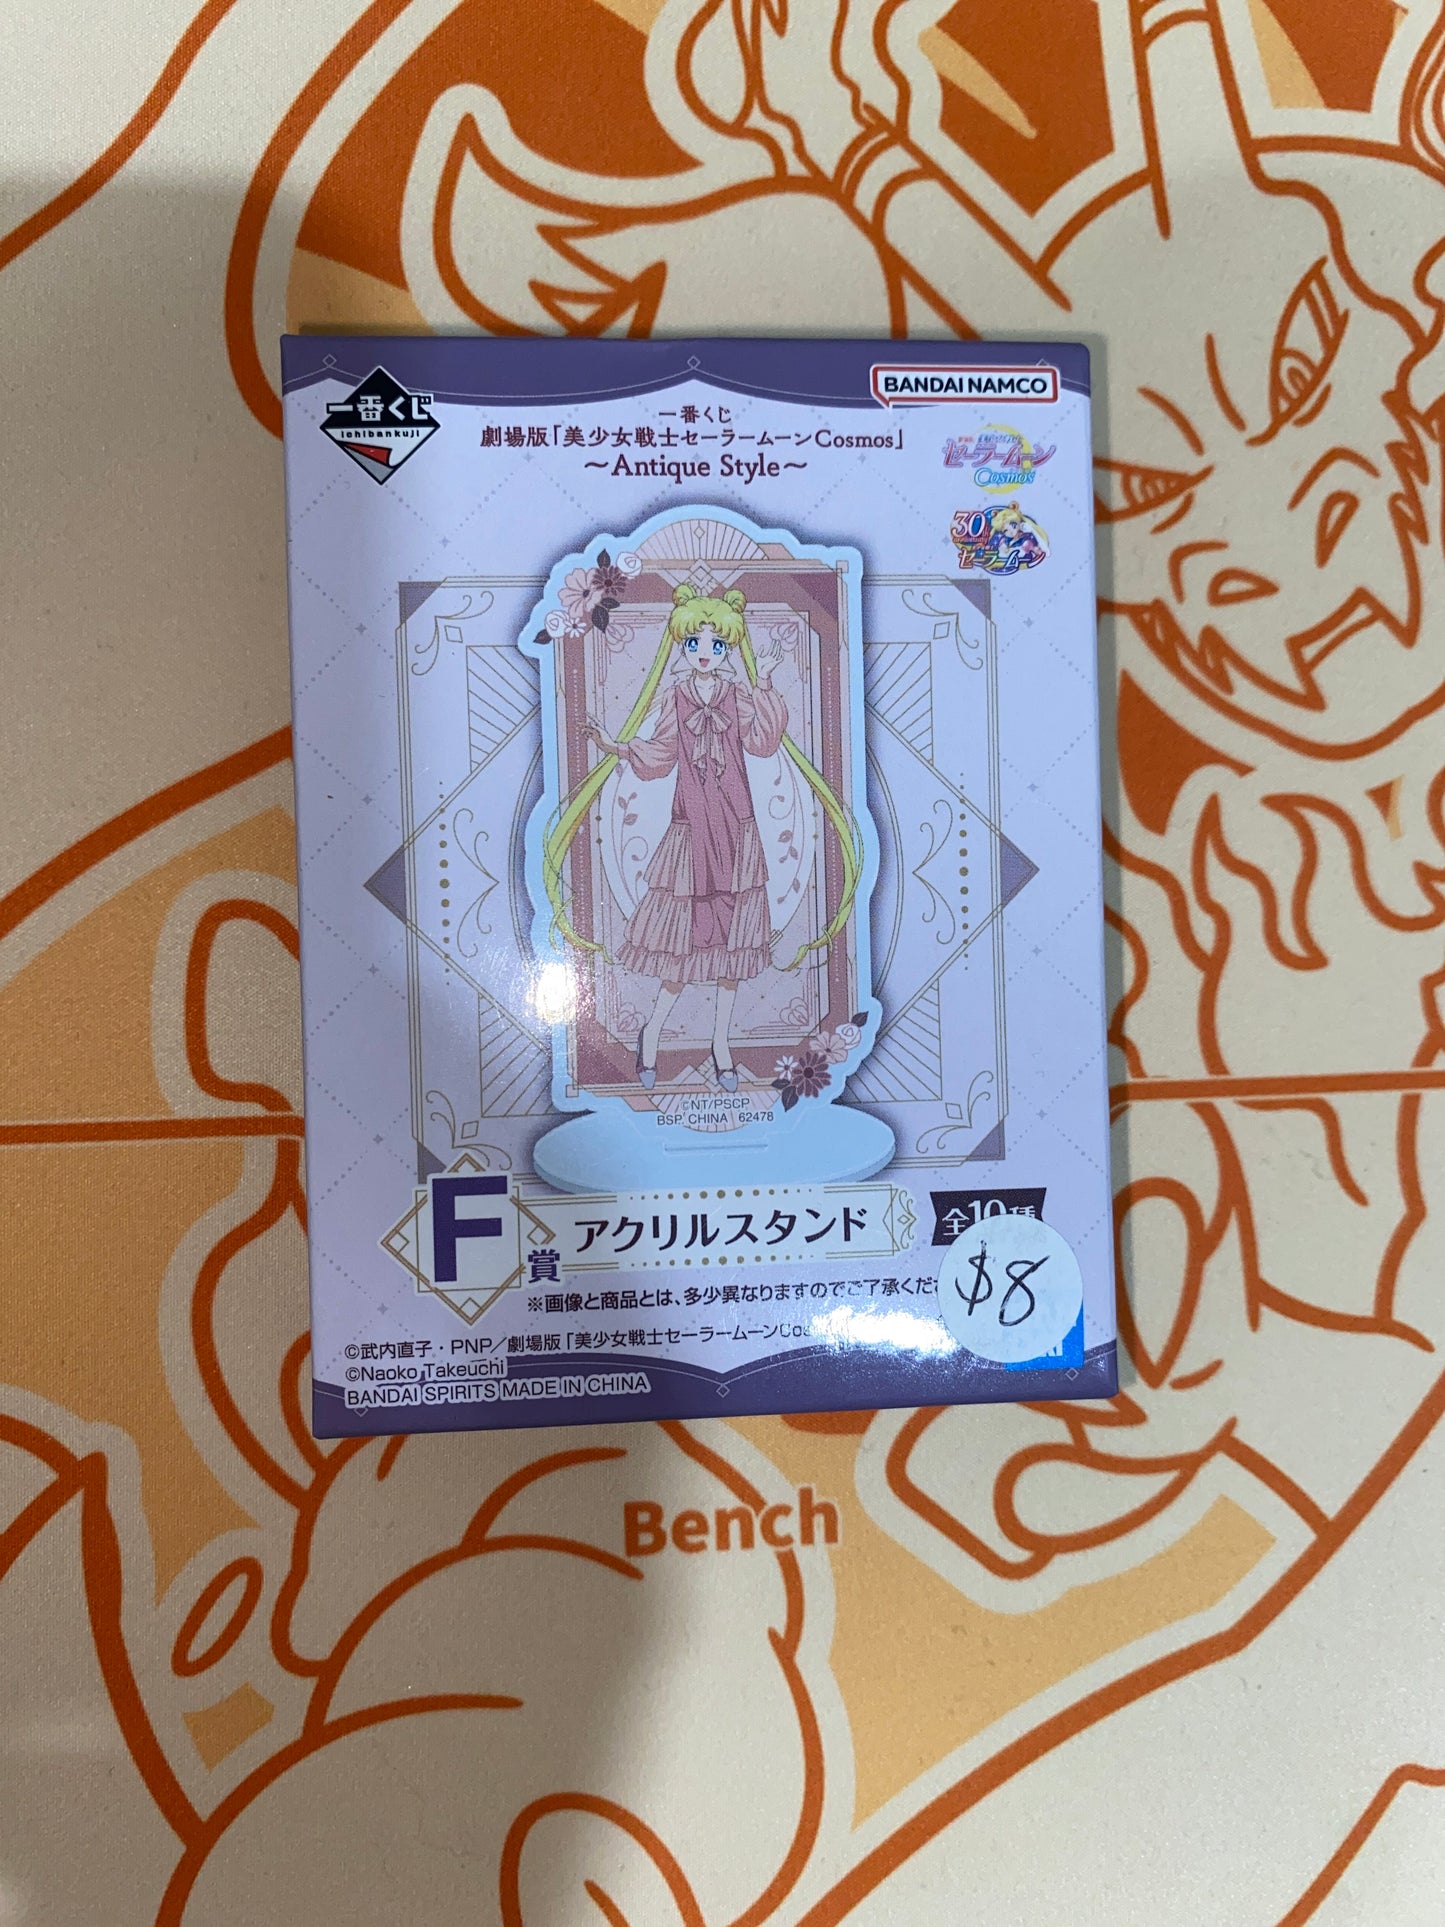 一番くじ
ichibankuji
BANDAI NAMCO
一番くじ
劇場版「美少女戦士セーラームーンCosmos」
～Antique Style～
セーラームーン
Cosmos
30th
anniversary
セーラームーン
©NT/PSCP
BSP. CHINA 62478
F賞 アクリルスタンド
全10種
$8
※画像と商品とは、多少異なりますのでご了承くだ
©武内直子・PNP/劇場版「美少女戦士セーラームーンCos
©Naoko Takeuchi
BANDAI SPIRITS MADE IN CHINA
Bench